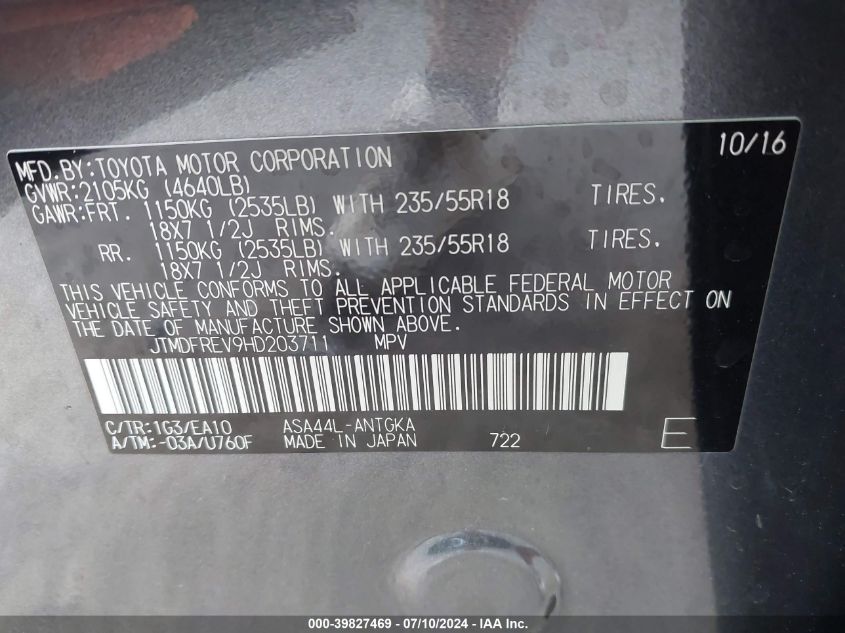 10/16
MFD.BY:TOYOTA MOTOR CORPORATION
GVWR:2105KG (4640LB)
GAWR:FRT. 1150KG (2535LB) WITH 235/55R18 TIRES.
18X7 1/2J RIMS.
RR. 1150KG (2535LB) WITH 235/55R18 TIRES.
18X7 1/2J RIMS.
THIS VEHICLE CONFORMS TO ALL APPLICABLE FEDERAL MOTOR
VEHICLE SAFETY AND THEFT PREVENTION STANDARDS IN EFFECT ON
THE DATE OF MANUFACTURE SHOWN ABOVE.
JTMDFREV9HD203711 MPV
C/TR:1G3/EA10 ASA44L-ANTGKA
A/TM:-03A/U760F MADE IN JAPAN 722 E
000-39827469 - 07/10/2024 - IAA Inc.